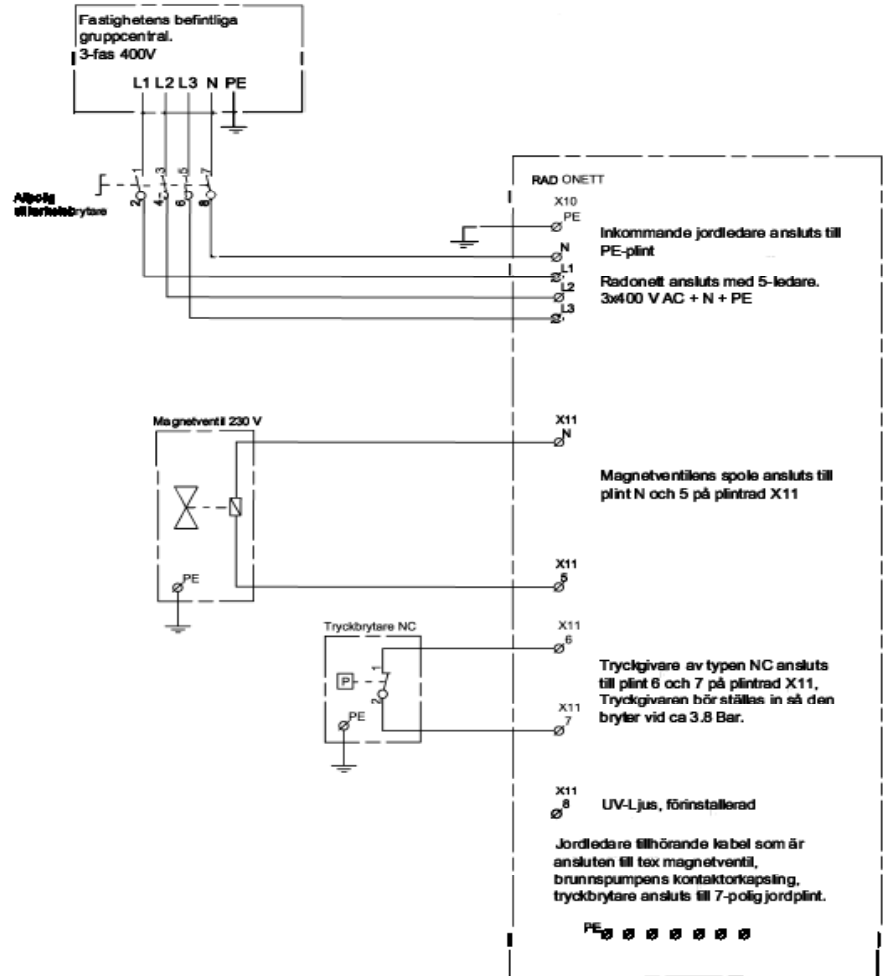 Fastighetens befintliga
gruppcentral.
3-fas 400V
L1 L2 L3 N PE
1 3 5 7
2 4 6 8
Allpolig
säkerhetsbrytare
RADONETT
X10
PE
Inkommande jordledare ansluts till
PE-plint
N
L1
L2
L3
Radonett ansluts med 5-ledare.
3x400 V AC + N + PE
Magnetventil 230 V
PE
X11
N
Magnetventilens spole ansluts till
plint N och 5 på plintrad X11
X11
5
Tryckbrytare NC
P
1
2
PE
X11
6
Tryckgivare av typen NC ansluts
till plint 6 och 7 på plintrad X11,
Tryckgivaren bör ställas in så den
bryter vid ca 3.8 Bar.
X11
7
X11
8
UV-Ljus, förinstallerad
Jordledare tillhörande kabel som är
ansluten till tex magnetventil,
brunnspumpens kontaktorkapsling,
tryckbrytare ansluts till 7-polig jordplint.
PE